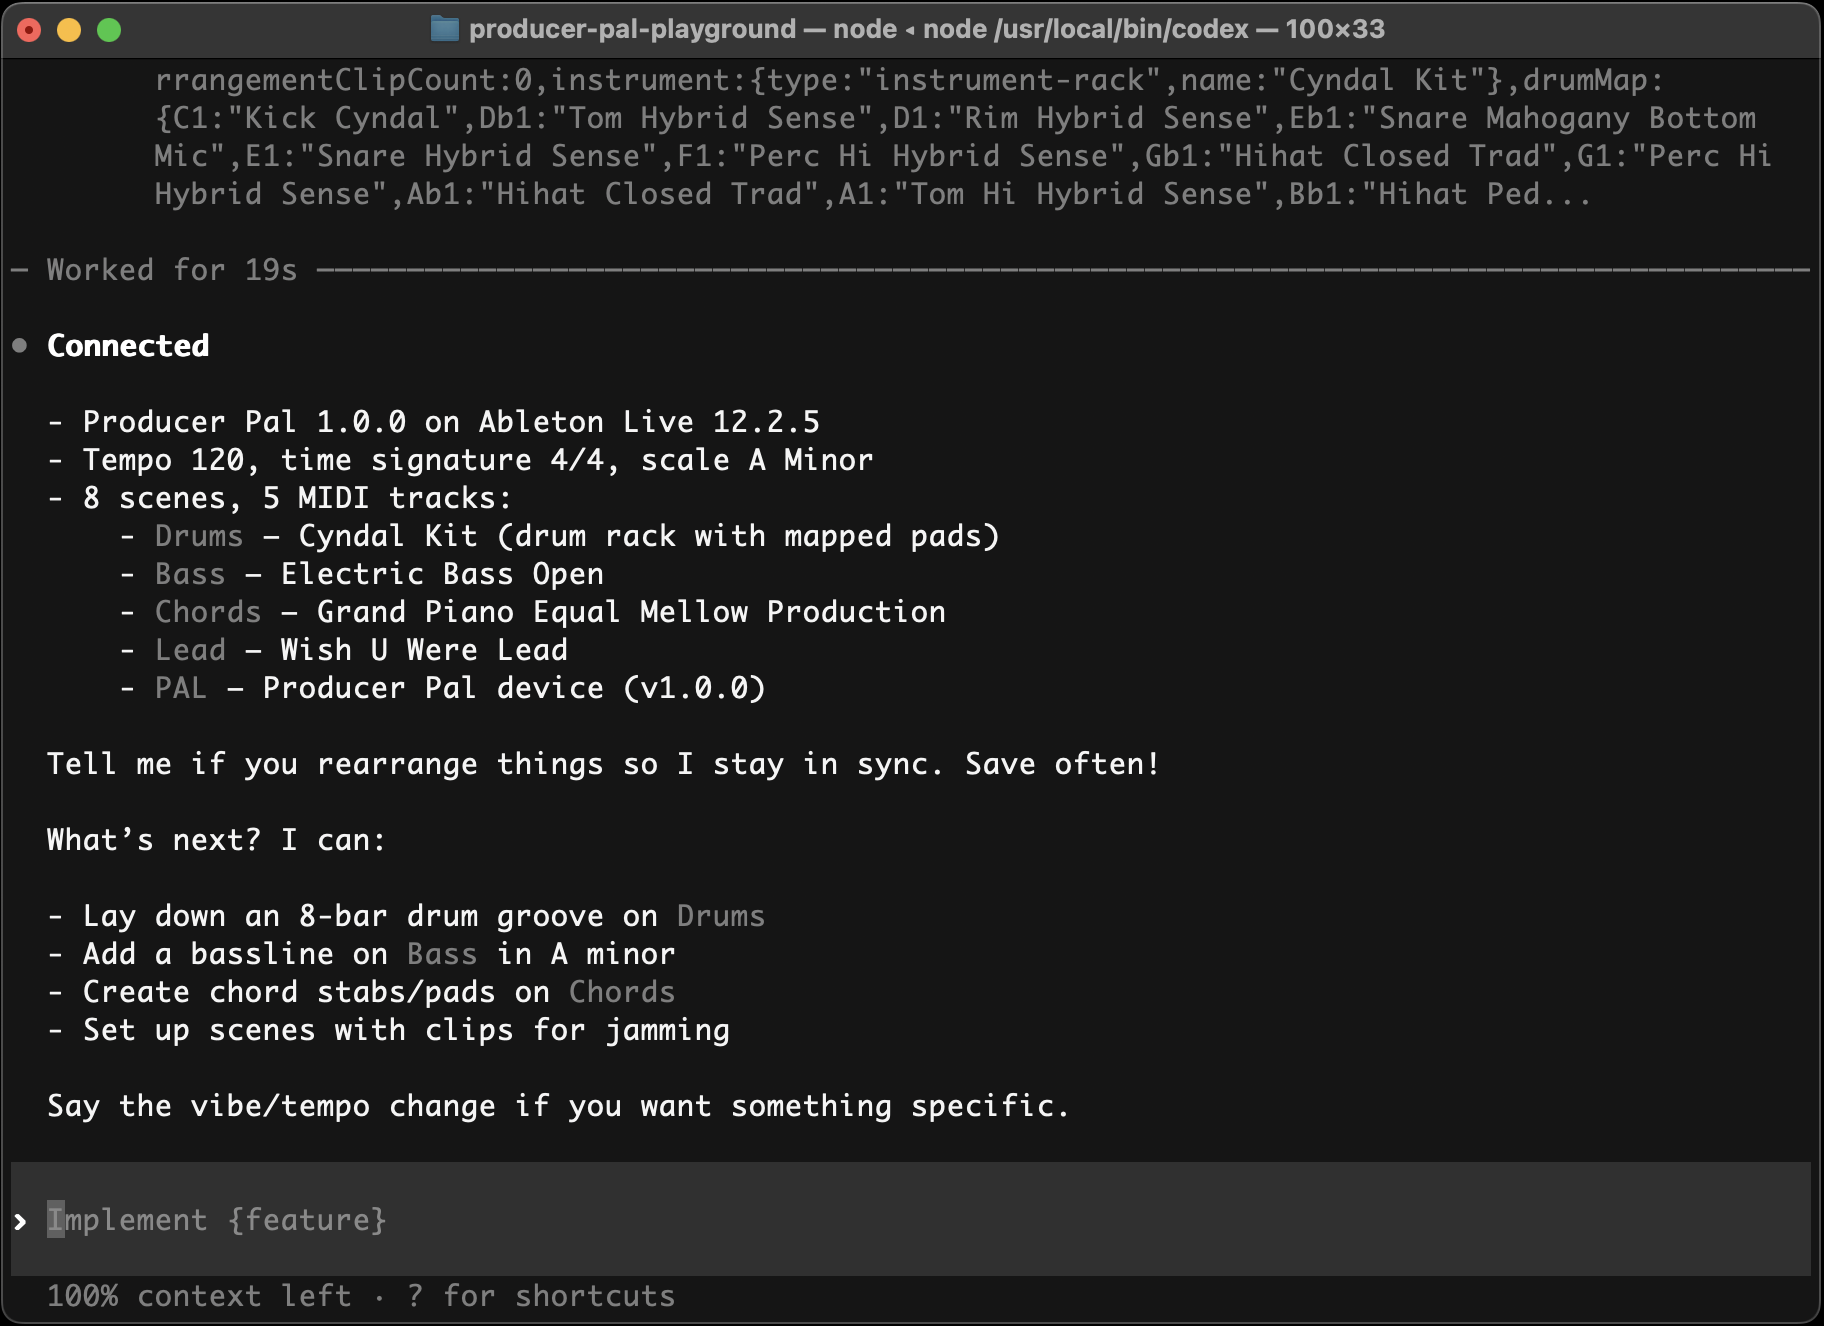 producer-pal-playground — node ◂ node /usr/local/bin/codex — 100×33
rrangementClipCount:0,instrument:{type:"instrument-rack",name:"Cyndal Kit"},drumMap:
{C1:"Kick Cyndal",Db1:"Tom Hybrid Sense",D1:"Rim Hybrid Sense",Eb1:"Snare Mahogany Bottom
Mic",E1:"Snare Hybrid Sense",F1:"Perc Hi Hybrid Sense",Gb1:"Hihat Closed Trad",G1:"Perc Hi
Hybrid Sense",Ab1:"Hihat Closed Trad",A1:"Tom Hi Hybrid Sense",Bb1:"Hihat Ped...
─ Worked for 19s ─
• Connected
- Producer Pal 1.0.0 on Ableton Live 12.2.5
- Tempo 120, time signature 4/4, scale A Minor
- 8 scenes, 5 MIDI tracks:
- Drums — Cyndal Kit (drum rack with mapped pads)
- Bass — Electric Bass Open
- Chords — Grand Piano Equal Mellow Production
- Lead — Wish U Were Lead
- PAL — Producer Pal device (v1.0.0)
Tell me if you rearrange things so I stay in sync. Save often!
What’s next? I can:
- Lay down an 8-bar drum groove on Drums
- Add a bassline on Bass in A minor
- Create chord stabs/pads on Chords
- Set up scenes with clips for jamming
Say the vibe/tempo change if you want something specific.
› Implement {feature}
100% context left · ? for shortcuts